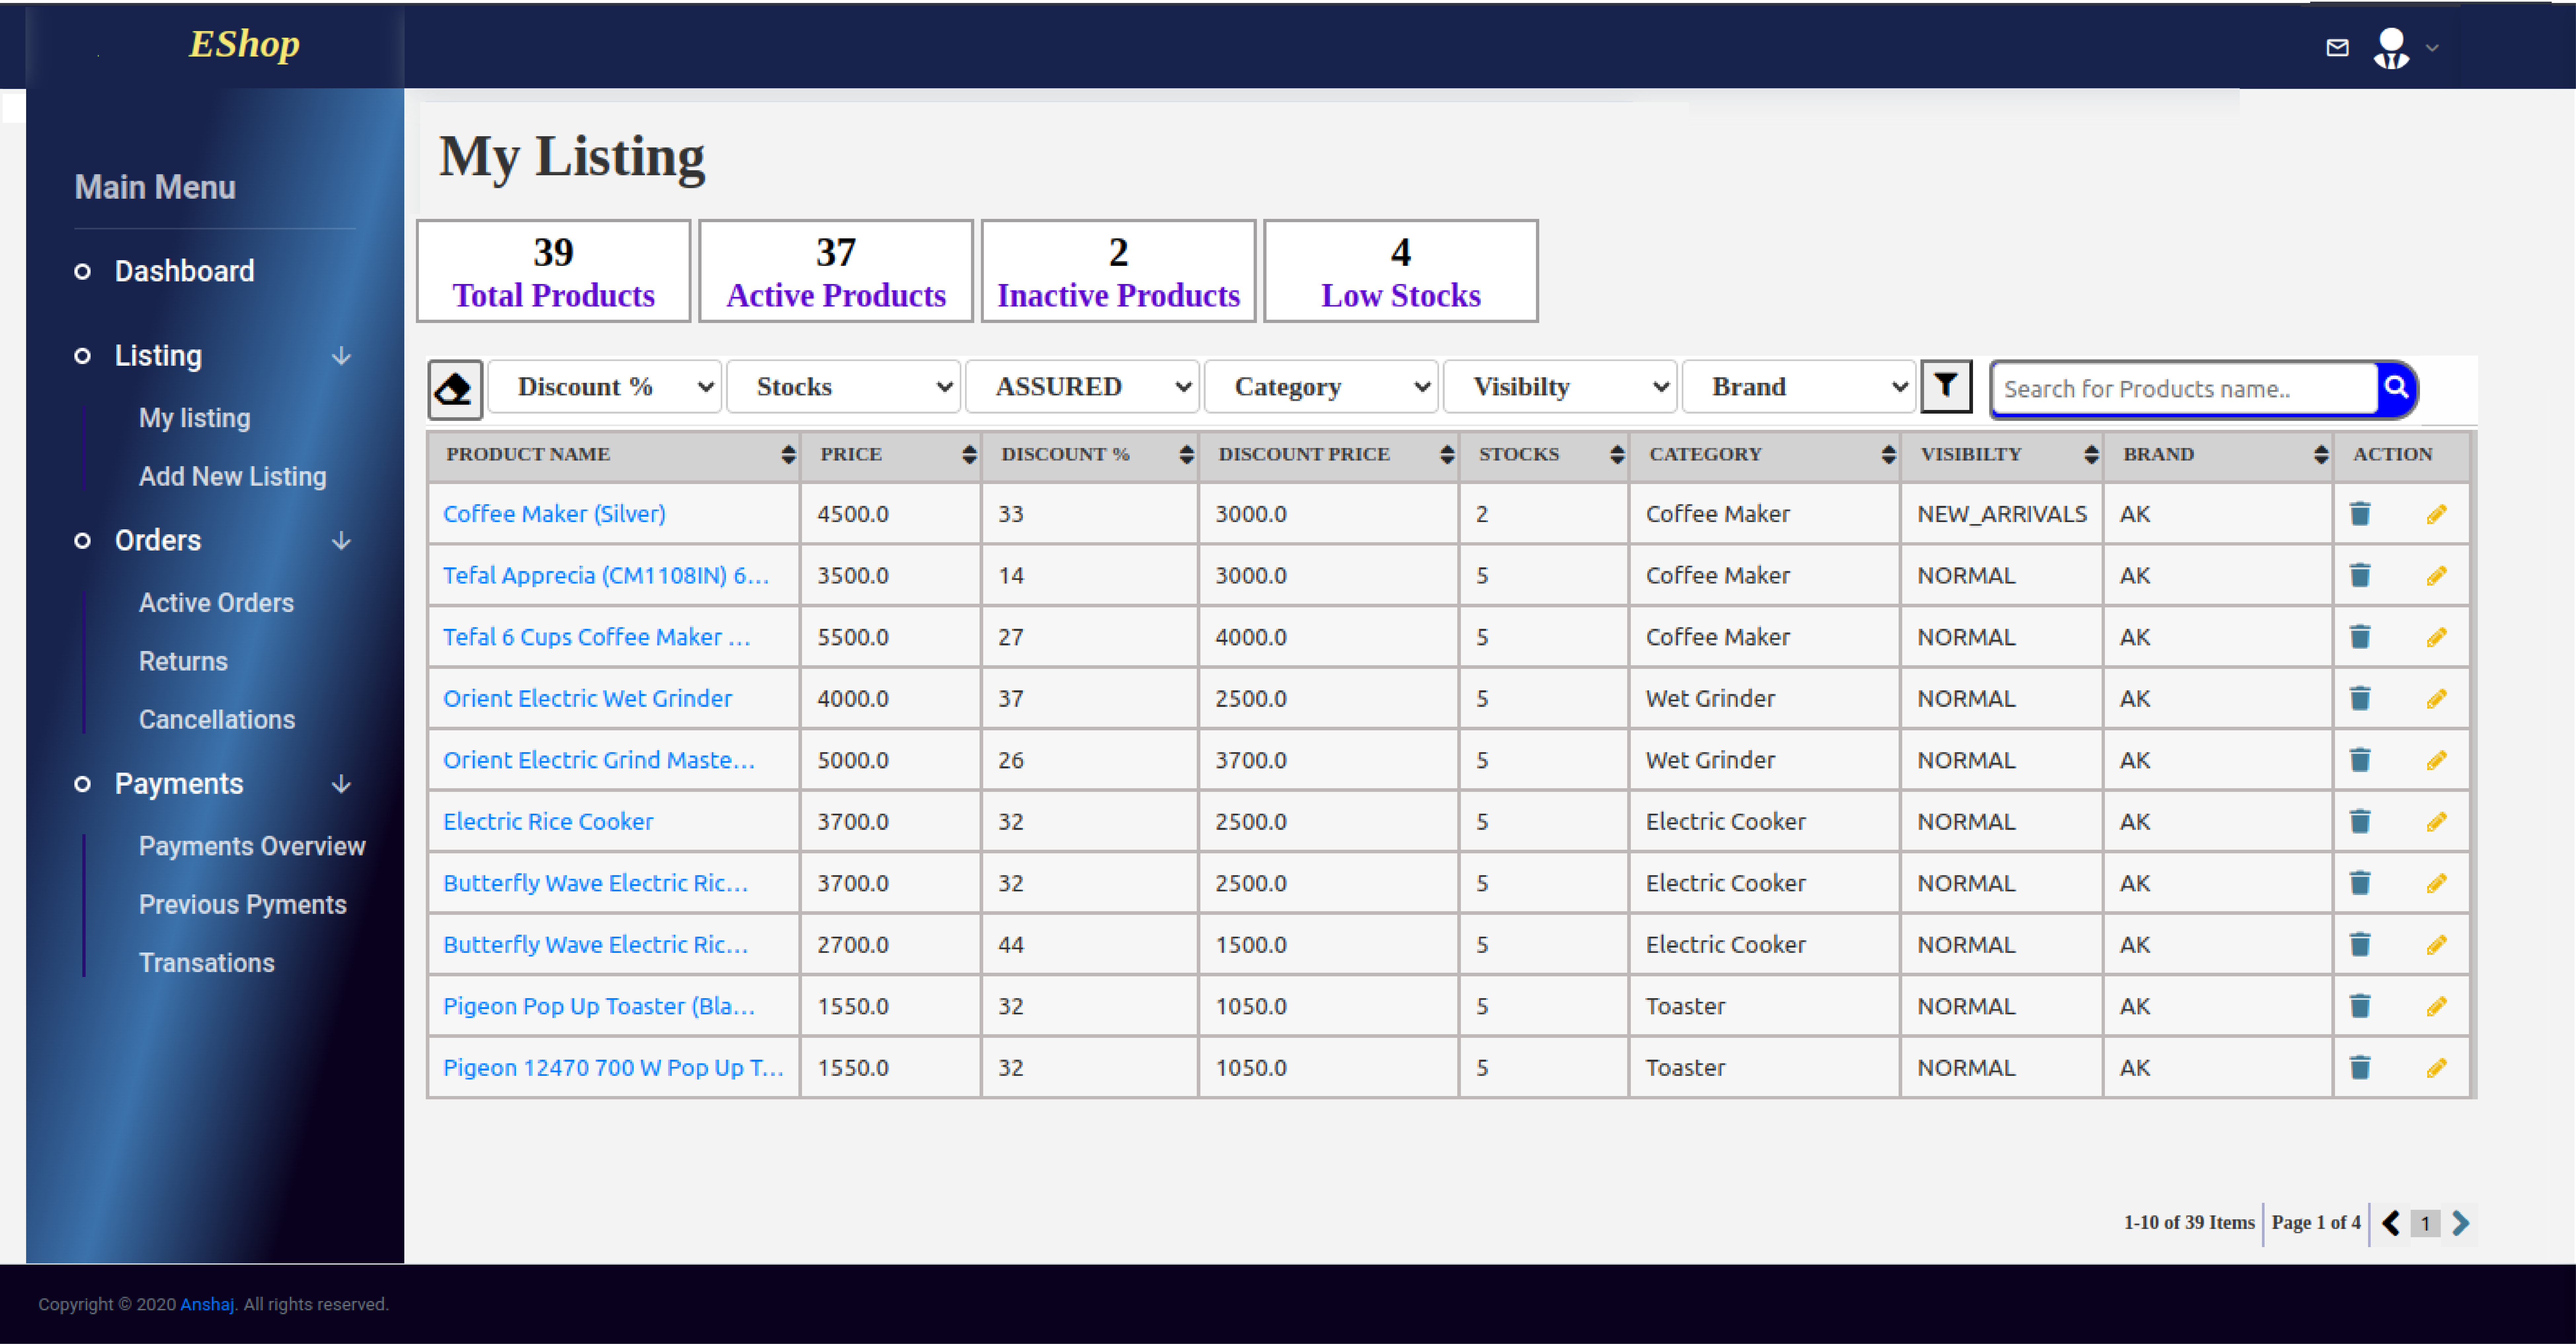 EShop
Main Menu
Dashboard
Listing
My listing
Add New Listing
Orders
Active Orders
Returns
Cancellations
Payments
Payments Overview
Previous Pyments
Transations
My Listing
39 37 2 4
Total Products Active Products Inactive Products Low Stocks
Discount % Stocks ASSURED Category Visibilty Brand Search for Products name..
PRODUCT NAME PRICE DISCOUNT % DISCOUNT PRICE STOCKS CATEGORY VISIBILTY BRAND ACTION
Coffee Maker (Silver) 4500.0 33 3000.0 2 Coffee Maker NEW_ARRIVALS AK
Tefal Apprecia (CM1108IN) 6... 3500.0 14 3000.0 5 Coffee Maker NORMAL AK
Tefal 6 Cups Coffee Maker ... 5500.0 27 4000.0 5 Coffee Maker NORMAL AK
Orient Electric Wet Grinder 4000.0 37 2500.0 5 Wet Grinder NORMAL AK
Orient Electric Grind Maste... 5000.0 26 3700.0 5 Wet Grinder NORMAL AK
Electric Rice Cooker 3700.0 32 2500.0 5 Electric Cooker NORMAL AK
Butterfly Wave Electric Ric... 3700.0 32 2500.0 5 Electric Cooker NORMAL AK
Butterfly Wave Electric Ric... 2700.0 44 1500.0 5 Electric Cooker NORMAL AK
Pigeon Pop Up Toaster (Bla... 1550.0 32 1050.0 5 Toaster NORMAL AK
Pigeon 12470 700 W Pop Up T... 1550.0 32 1050.0 5 Toaster NORMAL AK
1-10 of 39 Items Page 1 of 4 1
Copyright © 2020 Anshaj. All rights reserved.